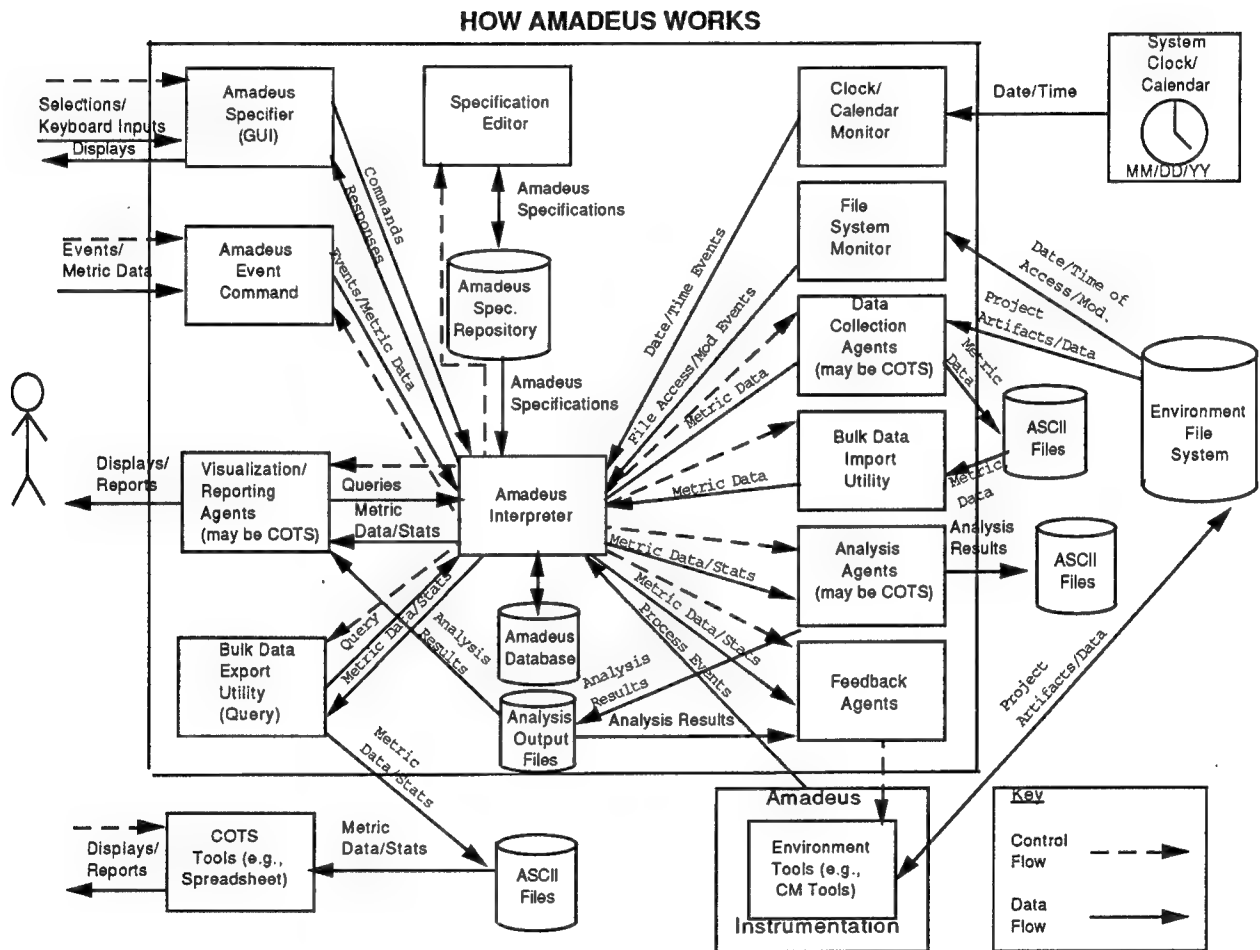 HOW AMADEUS WORKS
Amadeus
Specifier
(GUI)
Selections/
Keyboard Inputs
Displays
Specification
Editor
Clock/
Calendar
Monitor
Date/Time
System
Clock/
Calendar
MM/DD/YY
Commands
Responses
Amadeus
Specifications
File
System
Monitor
Events/
Metric Data
Amadeus
Event
Command
Events/Metric Data
Amadeus
Spec.
Repository
Date/Time Events
Date/Time of
Access/Mod.
Project
Artifacts/Data
Data
Collection
Agents
(may be COTS)
Metric
Data
File Access/Mod Events
Metric Data
Amadeus
Specifications
Environment
File
System
ASCII
Files
Bulk Data
Import
Utility
Metric
Data
Metric Data
Displays/
Reports
Visualization/
Reporting
Agents
(may be COTS)
Queries
Metric
Data/Stats
Amadeus
Interpreter
Analysis
Agents
(may be COTS)
Analysis
Results
ASCII
Files
Metric Data/Stats
Metric Data/Stats
Process Events
Query
Metric Data/Stats
Analysis
Results
Amadeus
Database
Analysis
Results
Bulk Data
Export
Utility
(Query)
Feedback
Agents
Project
Artifacts/Data
Analysis
Output
Files
Analysis Results
Metric
Data/Stats
COTS
Tools (e.g.,
Spreadsheet)
Displays/
Reports
Metric
Data/Stats
ASCII
Files
Amadeus
Environment
Tools (e.g.,
CM Tools)
Instrumentation
Key
Control
Flow
Data
Flow